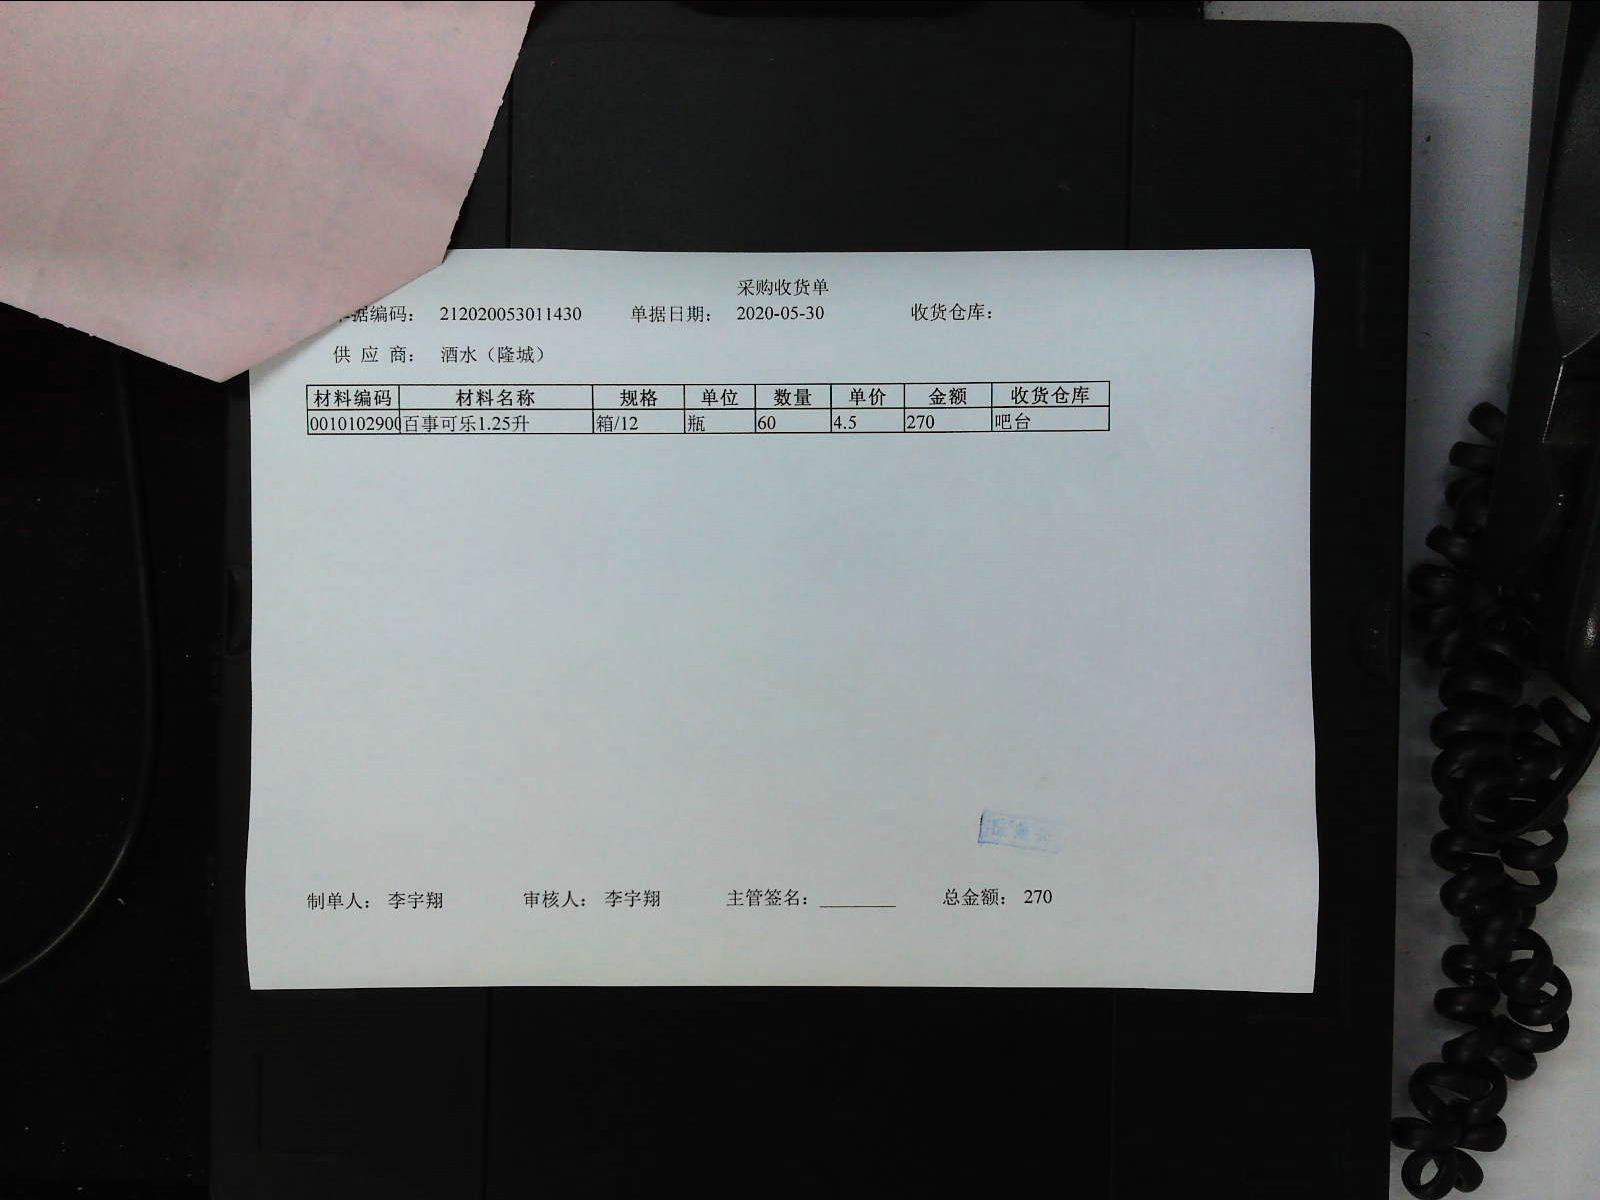 采购收货单
据编码： 212020053011430 单据日期： 2020-05-30 收货仓库：
供 应 商： 酒水（隆城）
材料编码 材料名称 规格 单位 数量 单价 金额 收货仓库
0010102900 百事可乐1.25升 箱/12 瓶 60 4.5 270 吧台
制单人： 李宇翔 审核人： 李宇翔 主管签名：________ 总金额： 270